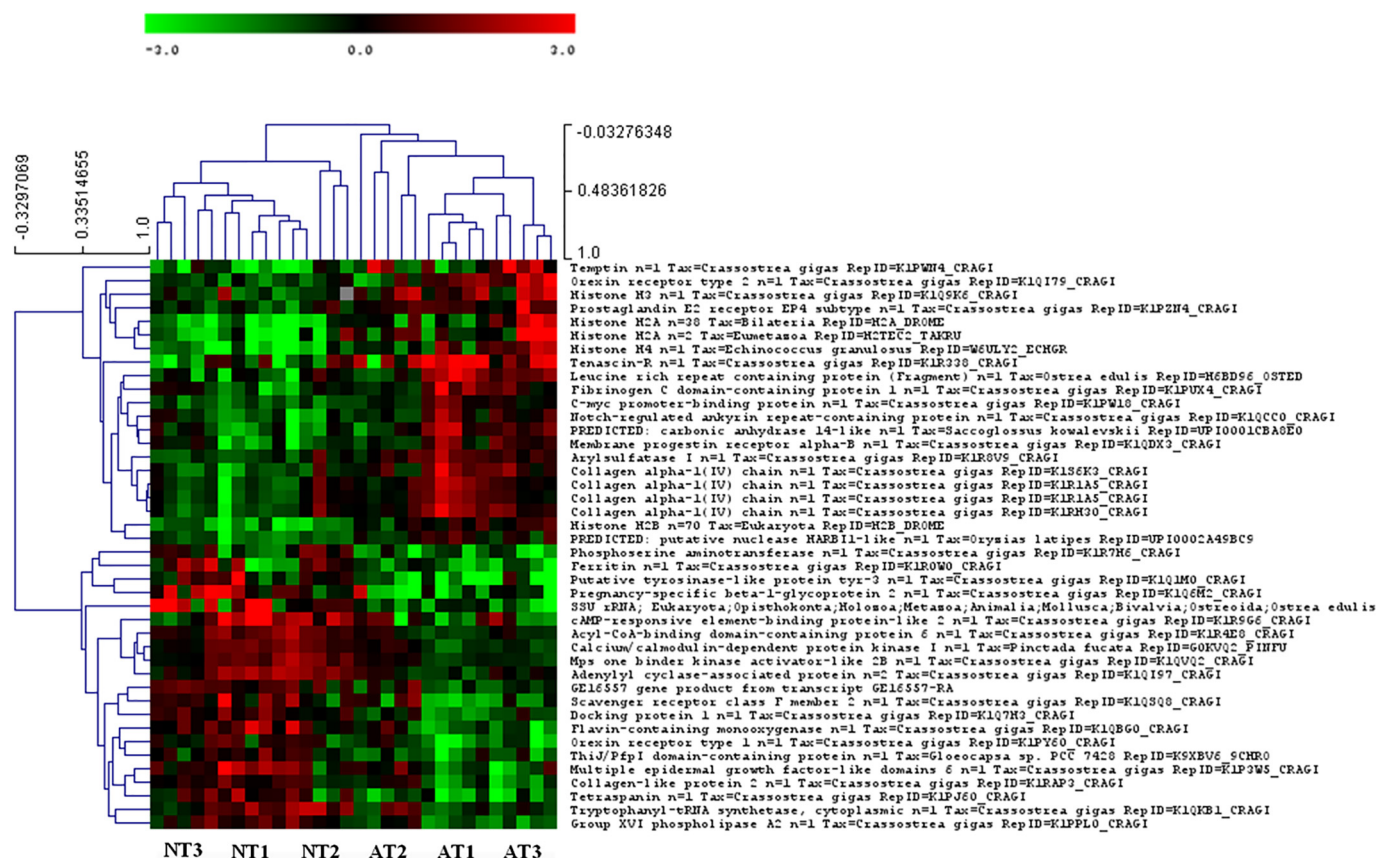 -3.0 0.0 3.0
-0.03276348
0.48361826
1.0
-0.3297069
0.33514655
1.0
Temptin n=1 Tax=Crassostrea gigas RepID=K1PWN4_CRAGI
Orexin receptor type 2 n=1 Tax=Crassostrea gigas RepID=K1QI79_CRAGI
Histone H3 n=1 Tax=Crassostrea gigas RepID=K1Q9K6_CRAGI
Prostaglandin E2 receptor EP4 subtype n=1 Tax=Crassostrea gigas RepID=K1PZN4_CRAGI
Histone H2A n=38 Tax=Bilateria RepID=H2A_DROME
Histone H2A n=2 Tax=Eumetazoa RepID=H2TEC2_TAKRU
Histone H4 n=1 Tax=Echinococcus granulosus RepID=W6ULY2_ECHGR
Tenascin-R n=1 Tax=Crassostrea gigas RepID=K1R338_CRAGI
Leucine rich repeat containing protein (Fragment) n=1 Tax=Ostrea edulis RepID=H6BD96_OSTED
Fibrinogen C domain-containing protein 1 n=1 Tax=Crassostrea gigas RepID=K1PUX4_CRAGI
C-myc promoter-binding protein n=1 Tax=Crassostrea gigas RepID=K1PW18_CRAGI
Notch-regulated ankyrin repeat-containing protein n=1 Tax=Crassostrea gigas RepID=K1QCC0_CRAGI
PREDICTED: carbonic anhydrase 14-like n=1 Tax=Saccoglossus kowalevskii RepID=UPI0001CBA8E0
Membrane progestin receptor alpha-B n=1 Tax=Crassostrea gigas RepID=K1QDX3_CRAGI
Arylsulfatase I n=1 Tax=Crassostrea gigas RepID=K1R8V9_CRAGI
Collagen alpha-1(IV) chain n=1 Tax=Crassostrea gigas RepID=K1S6K3_CRAGI
Collagen alpha-1(IV) chain n=1 Tax=Crassostrea gigas RepID=K1R1A5_CRAGI
Collagen alpha-1(IV) chain n=1 Tax=Crassostrea gigas RepID=K1R1A5_CRAGI
Collagen alpha-1(IV) chain n=1 Tax=Crassostrea gigas RepID=K1RH30_CRAGI
Histone H2B n=70 Tax=Eukaryota RepID=H2B_DROME
PREDICTED: putative nuclease HARBI1-like n=1 Tax=Oryzias latipes RepID=UPI0002A49BC9
Phosphoserine aminotransferase n=1 Tax=Crassostrea gigas RepID=K1R7H6_CRAGI
Ferritin n=1 Tax=Crassostrea gigas RepID=K1R0W0_CRAGI
Putative tyrosinase-like protein tyr-3 n=1 Tax=Crassostrea gigas RepID=K1Q1M0_CRAGI
Pregnancy-specific beta-1-glycoprotein 2 n=1 Tax=Crassostrea gigas RepID=K1Q6M2_CRAGI
SSU rRNA; Eukaryota;Opisthokonta;Holozoa;Metazoa;Animalia;Mollusca;Bivalvia;Ostreoida;Ostrea edulis
cAMP-responsive element-binding protein-like 2 n=1 Tax=Crassostrea gigas RepID=K1R9G6_CRAGI
Acyl-CoA-binding domain-containing protein 6 n=1 Tax=Crassostrea gigas RepID=K1R4E8_CRAGI
Calcium/calmodulin-dependent protein kinase I n=1 Tax=Pinctada fucata RepID=G0KVQ2_PINFU
Mps one binder kinase activator-like 2B n=1 Tax=Crassostrea gigas RepID=K1QVQ2_CRAGI
Adenylyl cyclase-associated protein n=2 Tax=Crassostrea gigas RepID=K1QI97_CRAGI
GE16557 gene product from transcript GE16557-RA
Scavenger receptor class F member 2 n=1 Tax=Crassostrea gigas RepID=K1QSQ8_CRAGI
Docking protein 1 n=1 Tax=Crassostrea gigas RepID=K1Q7H3_CRAGI
Flavin-containing monooxygenase n=1 Tax=Crassostrea gigas RepID=K1QBG0_CRAGI
Orexin receptor type 1 n=1 Tax=Crassostrea gigas RepID=K1PY60_CRAGI
ThiJ/PfpI domain-containing protein n=1 Tax=Gloeocapsa sp. PCC 7428 RepID=K9XBV6_9CHRO
Multiple epidermal growth factor-like domains 6 n=1 Tax=Crassostrea gigas RepID=K1P3W5_CRAGI
Collagen-like protein 2 n=1 Tax=Crassostrea gigas RepID=K1RAP3_CRAGI
Tetraspanin n=1 Tax=Crassostrea gigas RepID=K1PJ60_CRAGI
Tryptophanyl-tRNA synthetase, cytoplasmic n=1 Tax=Crassostrea gigas RepID=K1QKB1_CRAGI
Group XVI phospholipase A2 n=1 Tax=Crassostrea gigas RepID=K1PPL0_CRAGI
NT3 NT1 NT2 AT2 AT1 AT3